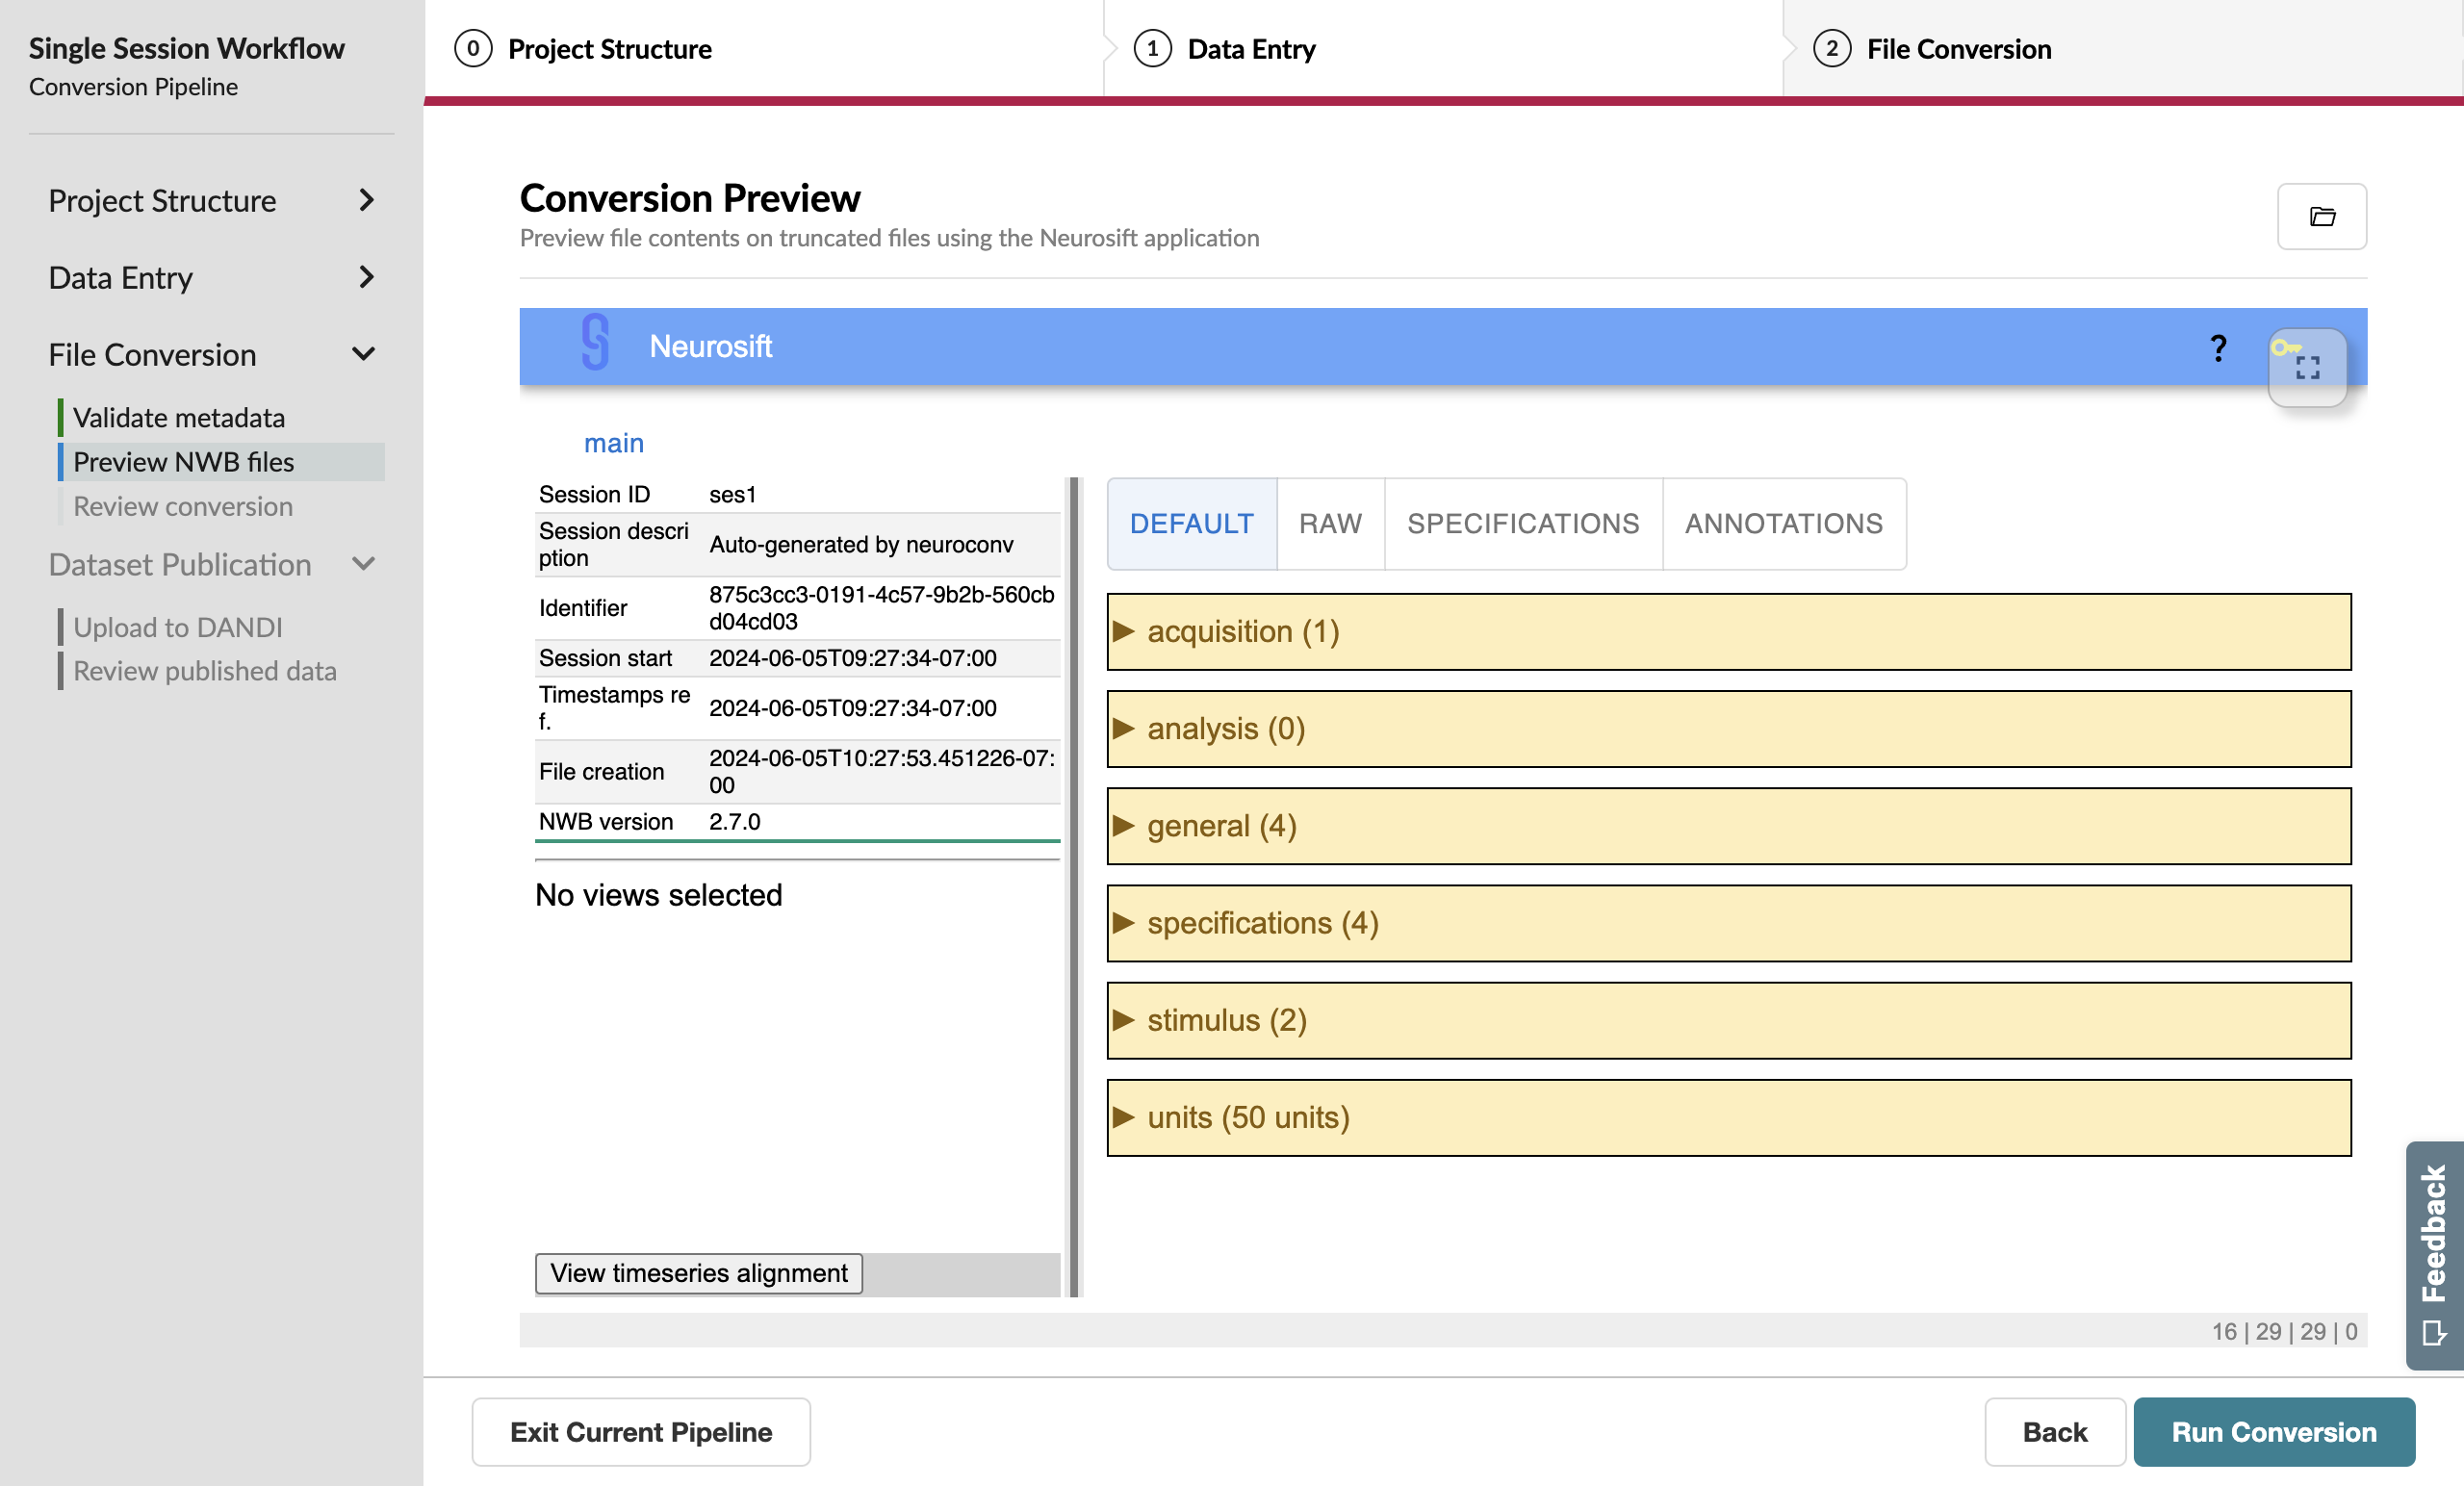 Single Session Workflow
Conversion Pipeline
Project Structure
Data Entry
File Conversion
Validate metadata
Preview NWB files
Review conversion
Dataset Publication
Upload to DANDI
Review published data
0 Project Structure
1 Data Entry
2 File Conversion
Conversion Preview
Preview file contents on truncated files using the Neurosift application
Neurosift ?
main
Session ID ses1
Session descri
ption
Auto-generated by neuroconv
Identifier
875c3cc3-0191-4c57-9b2b-560cb
d04cd03
Session start 2024-06-05T09:27:34-07:00
Timestamps re
f.
2024-06-05T09:27:34-07:00
File creation
2024-06-05T10:27:53.451226-07:
00
NWB version 2.7.0
No views selected
View timeseries alignment
DEFAULT RAW SPECIFICATIONS ANNOTATIONS
acquisition (1)
analysis (0)
general (4)
specifications (4)
stimulus (2)
units (50 units)
16 | 29 | 29 | 0
Feedback
Exit Current Pipeline
Back
Run Conversion